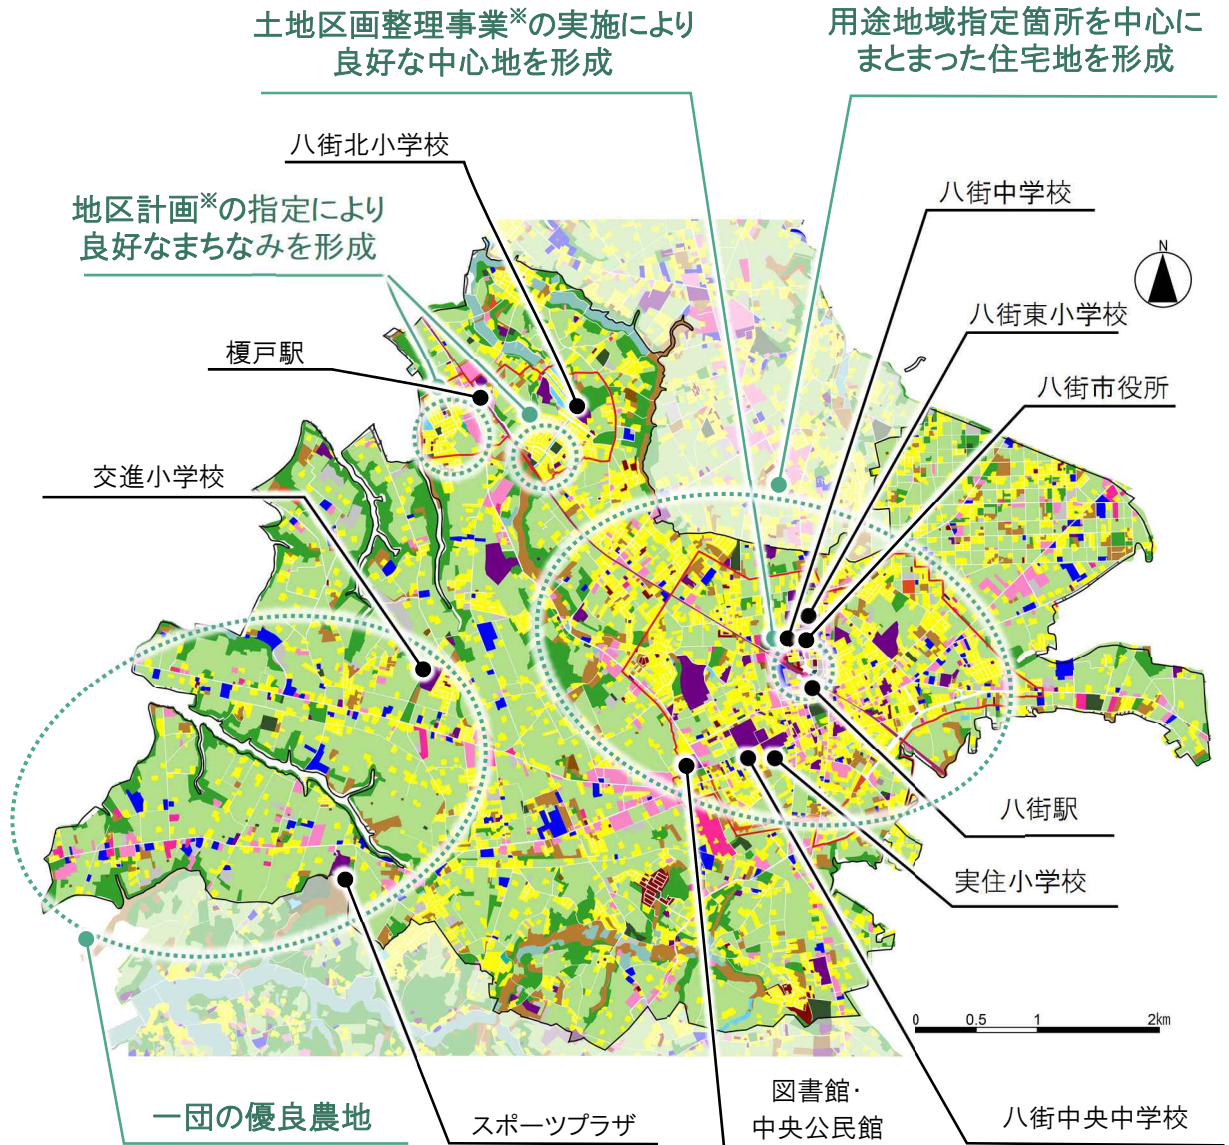 土地区画整理事業※の実施により
良好な中心地を形成
用途地域指定箇所を中心に
まとまった住宅地を形成
八街北小学校
八街中学校
地区計画※の指定により
良好なまちなみを形成
N
八街東小学校
榎戸駅
八街市役所
交進小学校
八街駅
実住小学校
0 0.5 1 2km
図書館・
中央公民館
一団の優良農地
スポーツプラザ
八街中央中学校